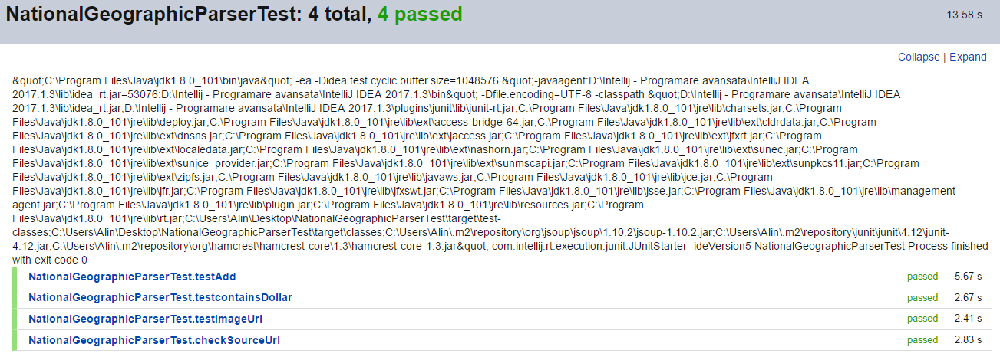 NationalGeographicParserTest: 4 total, 4 passed 13.58 s
Collapse | Expand
&quot;C:\Program Files\Java\jdk1.8.0_101\bin\java&quot; -ea -Didea.test.cyclic.buffer.size=1048576 &quot;-javaagent:D:\Intellij - Programare avansata\IntelliJ IDEA
2017.1.3\lib\idea_rt.jar=53076:D:\Intellij - Programare avansata\IntelliJ IDEA 2017.1.3\bin&quot; -Dfile.encoding=UTF-8 -classpath &quot;D:\Intellij - Programare avansata\IntelliJ IDEA
2017.1.3\lib\idea_rt.jar;D:\Intellij - Programare avansata\IntelliJ IDEA 2017.1.3\plugins\junit\lib\junit-rt.jar;C:\Program Files\Java\jdk1.8.0_101\jre\lib\charsets.jar;C:\Program
Files\Java\jdk1.8.0_101\jre\lib\deploy.jar;C:\Program Files\Java\jdk1.8.0_101\jre\lib\ext\access-bridge-64.jar;C:\Program Files\Java\jdk1.8.0_101\jre\lib\ext\cldrdata.jar;C:\Program
Files\Java\jdk1.8.0_101\jre\lib\ext\dnsns.jar;C:\Program Files\Java\jdk1.8.0_101\jre\lib\ext\jaccess.jar;C:\Program Files\Java\jdk1.8.0_101\jre\lib\ext\jfxrt.jar;C:\Program
Files\Java\jdk1.8.0_101\jre\lib\ext\localedata.jar;C:\Program Files\Java\jdk1.8.0_101\jre\lib\ext\nashorn.jar;C:\Program Files\Java\jdk1.8.0_101\jre\lib\ext\sunec.jar;C:\Program
Files\Java\jdk1.8.0_101\jre\lib\ext\sunjce_provider.jar;C:\Program Files\Java\jdk1.8.0_101\jre\lib\ext\sunmscapi.jar;C:\Program Files\Java\jdk1.8.0_101\jre\lib\ext\sunpkcs11.jar;C:\Program
Files\Java\jdk1.8.0_101\jre\lib\ext\zipfs.jar;C:\Program Files\Java\jdk1.8.0_101\jre\lib\javaws.jar;C:\Program Files\Java\jdk1.8.0_101\jre\lib\jce.jar;C:\Program
Files\Java\jdk1.8.0_101\jre\lib\jfr.jar;C:\Program Files\Java\jdk1.8.0_101\jre\lib\jfxswt.jar;C:\Program Files\Java\jdk1.8.0_101\jre\lib\jsse.jar;C:\Program Files\Java\jdk1.8.0_101\jre\lib\management-
agent.jar;C:\Program Files\Java\jdk1.8.0_101\jre\lib\plugin.jar;C:\Program Files\Java\jdk1.8.0_101\jre\lib\resources.jar;C:\Program
Files\Java\jdk1.8.0_101\jre\lib\rt.jar;C:\Users\Alin\Desktop\NationalGeographicParserTest\target\test-
classes;C:\Users\Alin\Desktop\NationalGeographicParserTest\target\classes;C:\Users\Alin\.m2\repository\org\jsoup\jsoup\1.10.2\jsoup-1.10.2.jar;C:\Users\Alin\.m2\repository\junit\junit\4.12\junit-
4.12.jar;C:\Users\Alin\.m2\repository\org\hamcrest\hamcrest-core\1.3\hamcrest-core-1.3.jar&quot; com.intellij.rt.execution.junit.JUnitStarter -ideVersion5 NationalGeographicParserTest Process finished
with exit code 0
NationalGeographicParserTest.testAdd passed 5.67 s
NationalGeographicParserTest.testcontainsDollar passed 2.67 s
NationalGeographicParserTest.testImageUrl passed 2.41 s
NationalGeographicParserTest.checkSourceUrl passed 2.83 s